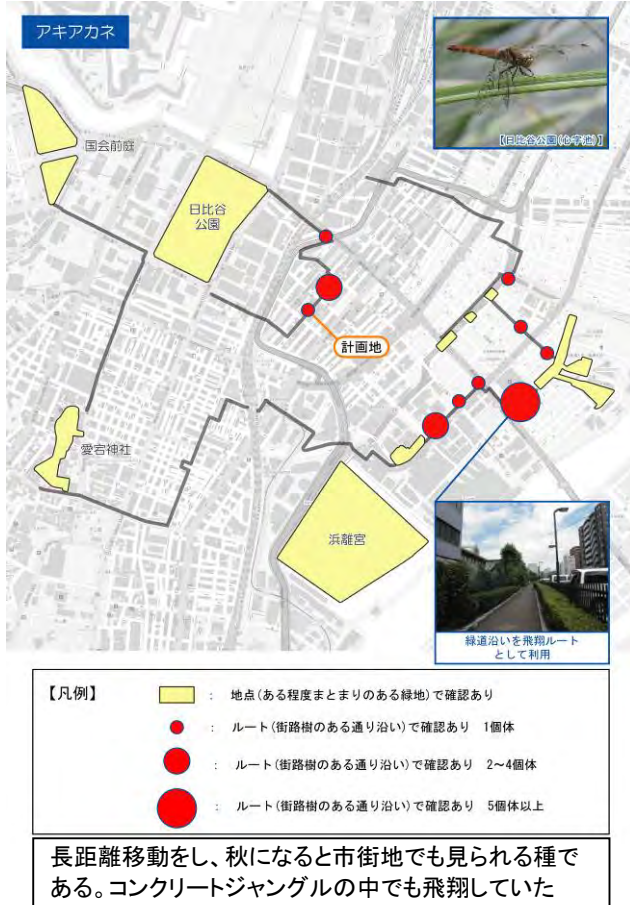 アキアカネ
【日比谷公園(心字池)】
国会前庭
日比谷
公園
計画地
愛宕神社
浜離宮
緑道沿いを飛翔ルート
として利用
【凡例】
： 地点(ある程度まとまりのある緑地)で確認あり
： ルート(街路樹のある通り沿い)で確認あり 1個体
： ルート(街路樹のある通り沿い)で確認あり 2～4個体
： ルート(街路樹のある通り沿い)で確認あり 5個体以上
長距離移動をし、秋になると市街地でも見られる種で
ある。コンクリートジャングルの中でも飛翔していた